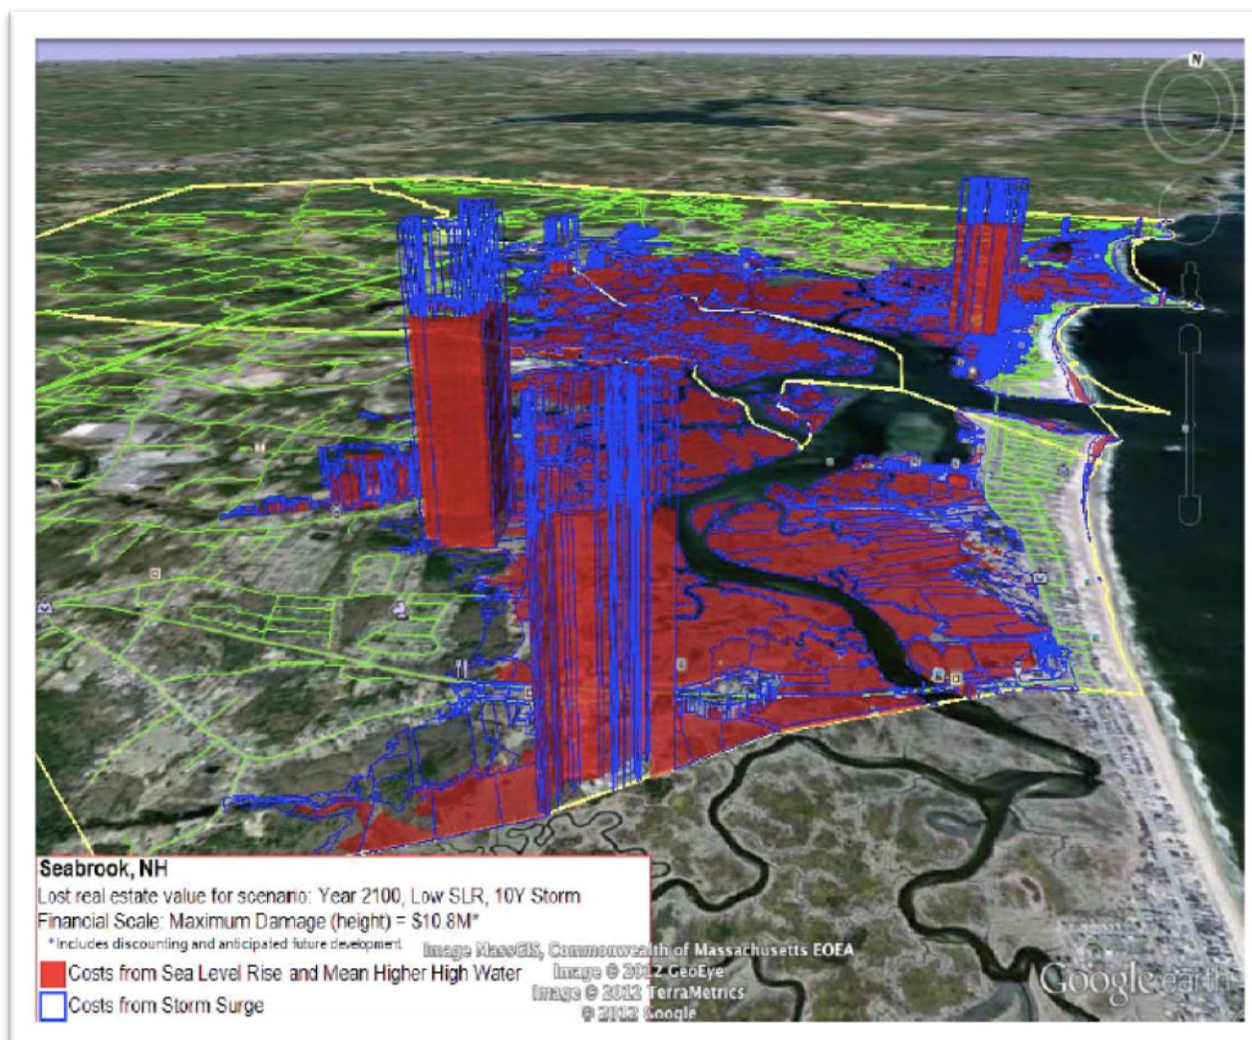 N
Seabrook, NH
Lost real estate value for scenario: Year 2100, Low SLR, 10Y Storm
Financial Scale: Maximum Damage (height) = $10.8M*
*Includes discounting and anticipated future development
Costs from Sea Level Rise and Mean Higher High Water
Costs from Storm Surge
Image MassGIS, Commonwealth of Massachusetts EOEA
Image © 2012 GeoEye
Image © 2012 TerraMetrics
© 2012 Google
Google earth